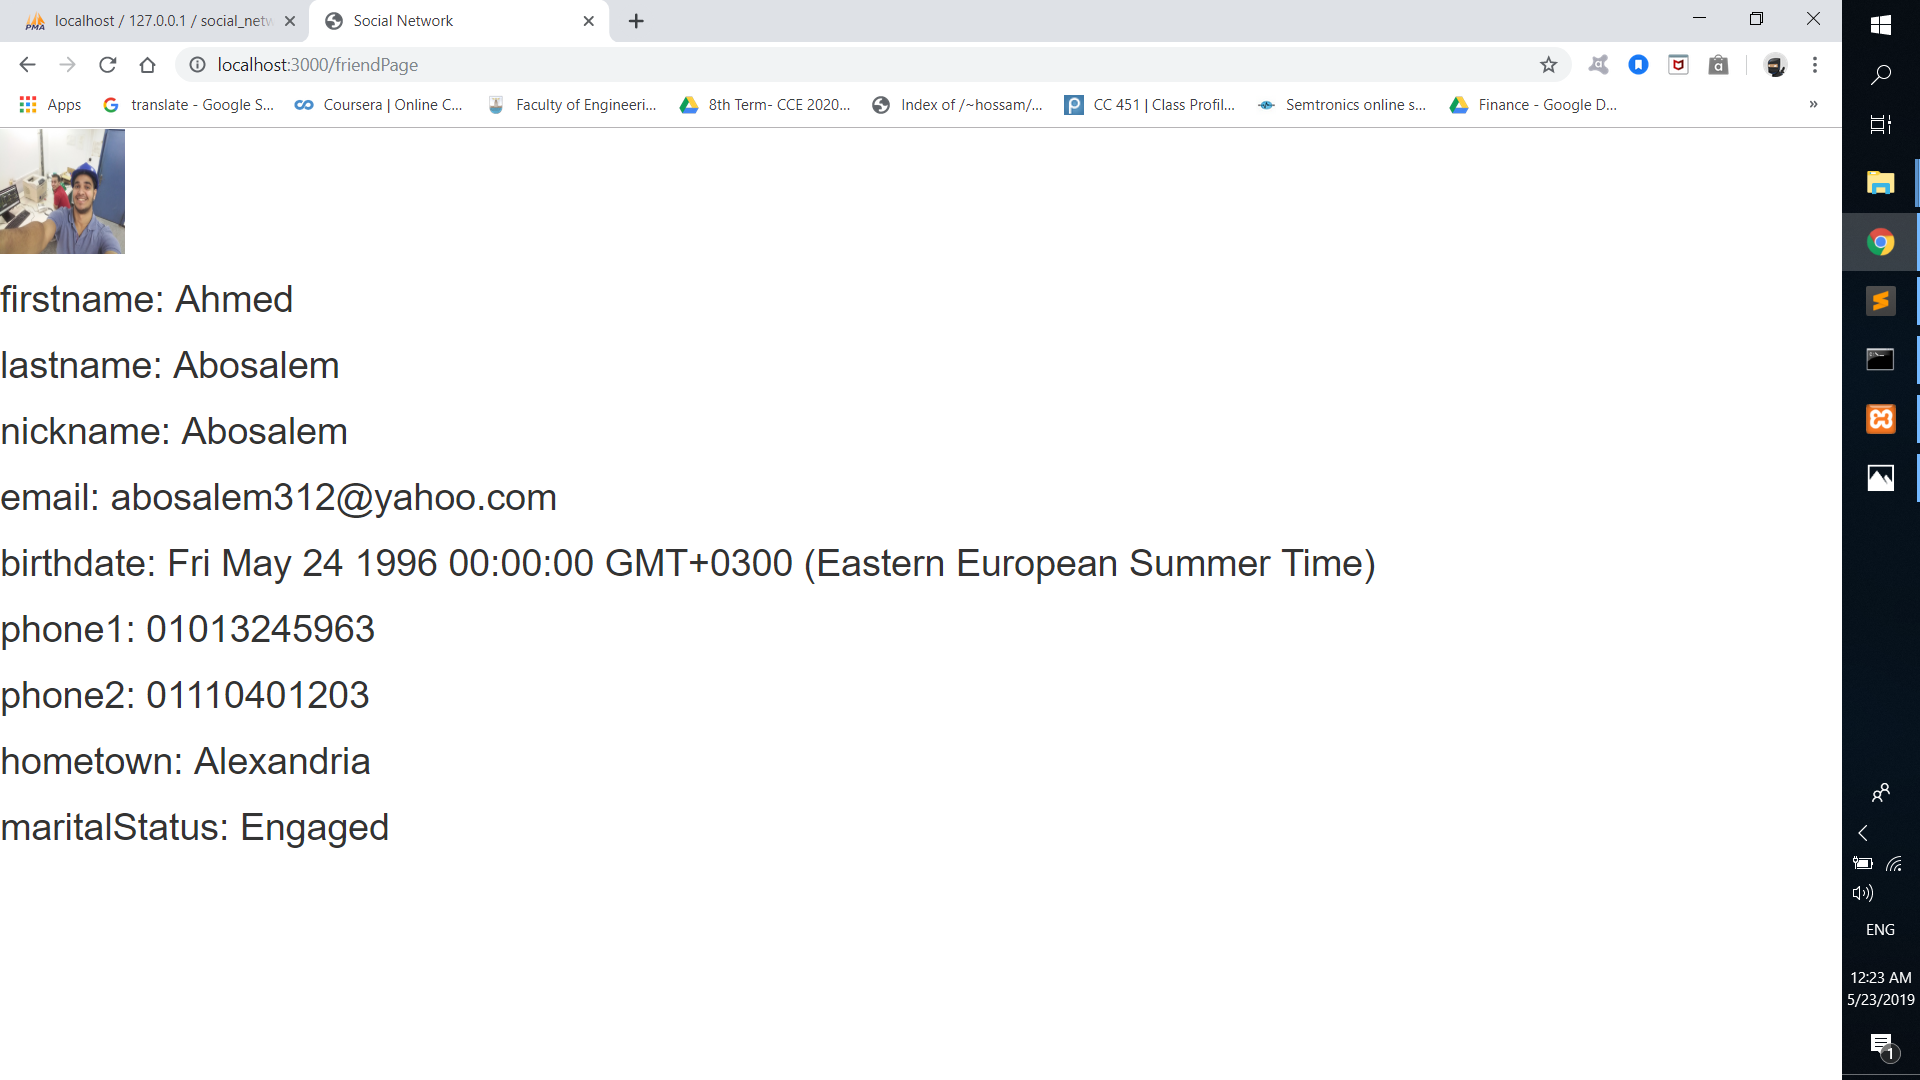 localhost / 127.0.0.1 / social_netw
Social Network
localhost:3000/friendPage
Apps
translate - Google S...
Coursera | Online C...
Faculty of Engineeri...
8th Term- CCE 2020...
Index of /~hossam/...
CC 451 | Class Profil...
Semtronics online s...
Finance - Google D...
»
firstname: Ahmed
lastname: Abosalem
nickname: Abosalem
email: abosalem312@yahoo.com
birthdate: Fri May 24 1996 00:00:00 GMT+0300 (Eastern European Summer Time)
phone1: 01013245963
phone2: 01110401203
hometown: Alexandria
maritalStatus: Engaged
ENG
12:23 AM
5/23/2019
1